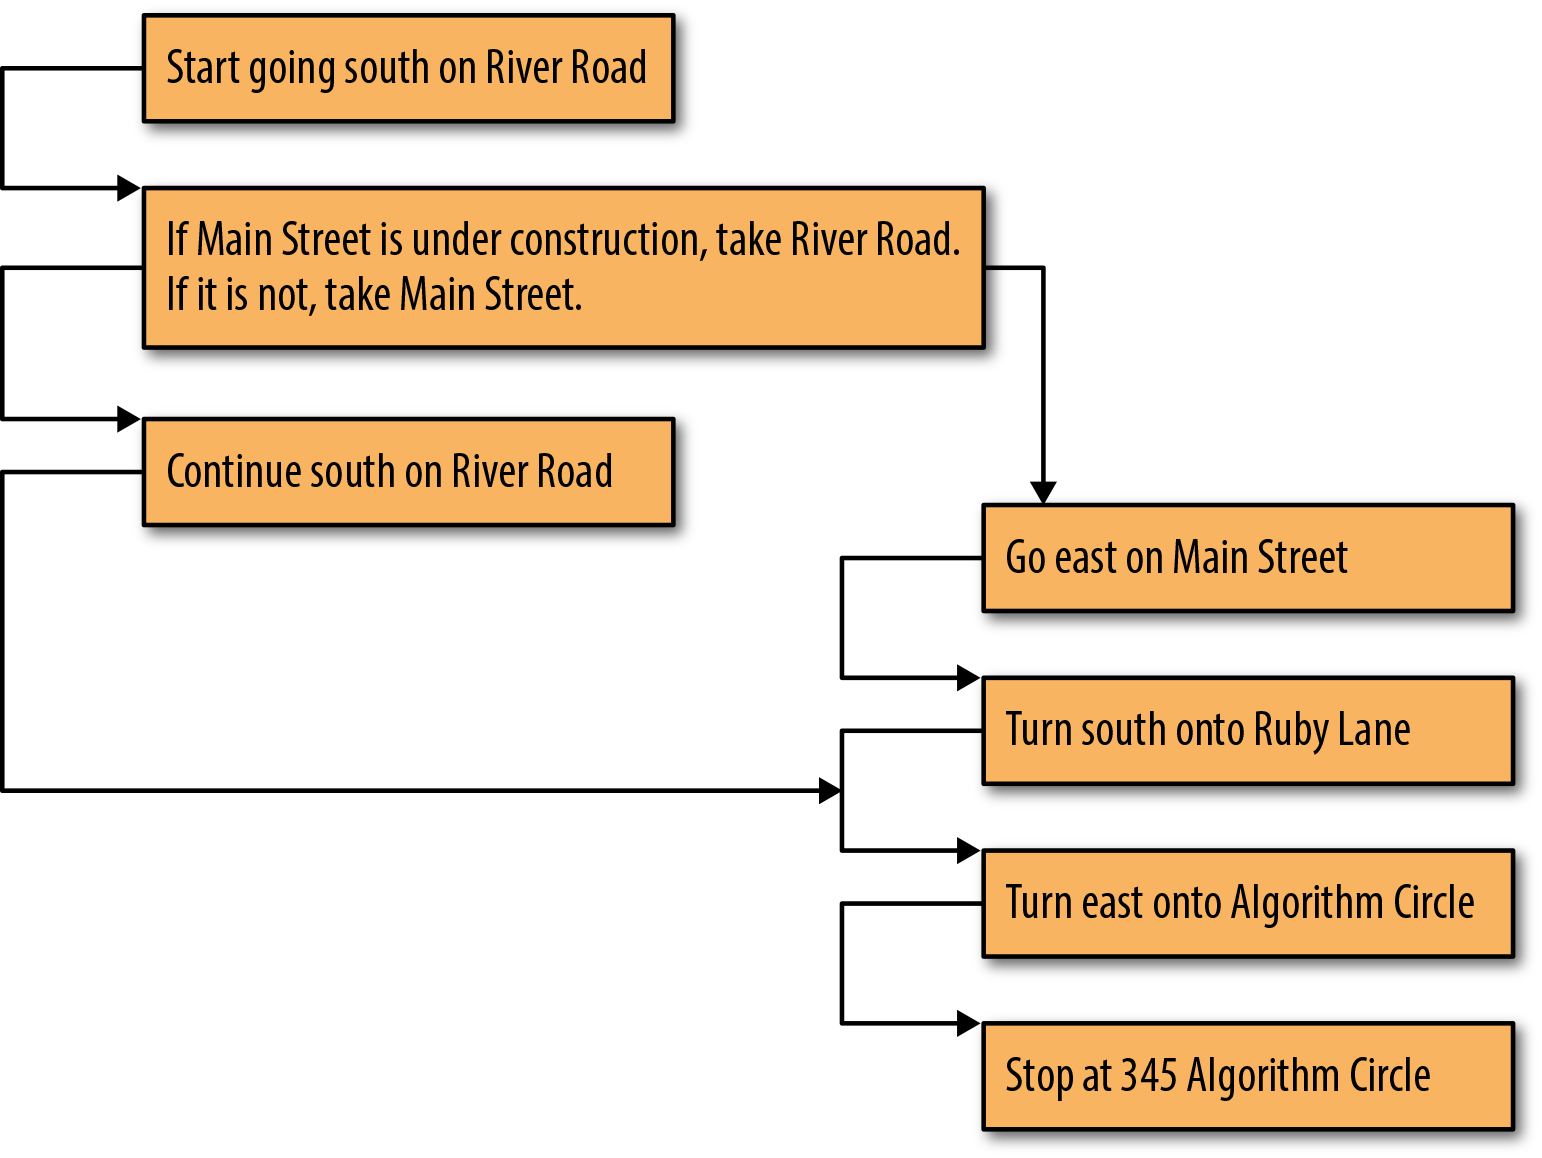 Start going south on River Road
If Main Street is under construction, take River Road.
If it is not, take Main Street.
Continue south on River Road
Go east on Main Street
Turn south onto Ruby Lane
Turn east onto Algorithm Circle
Stop at 345 Algorithm Circle